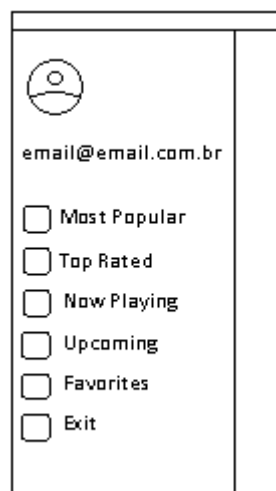 email@email.com.br
Most Popular
Top Rated
Now Playing
Upcoming
Favorites
Exit